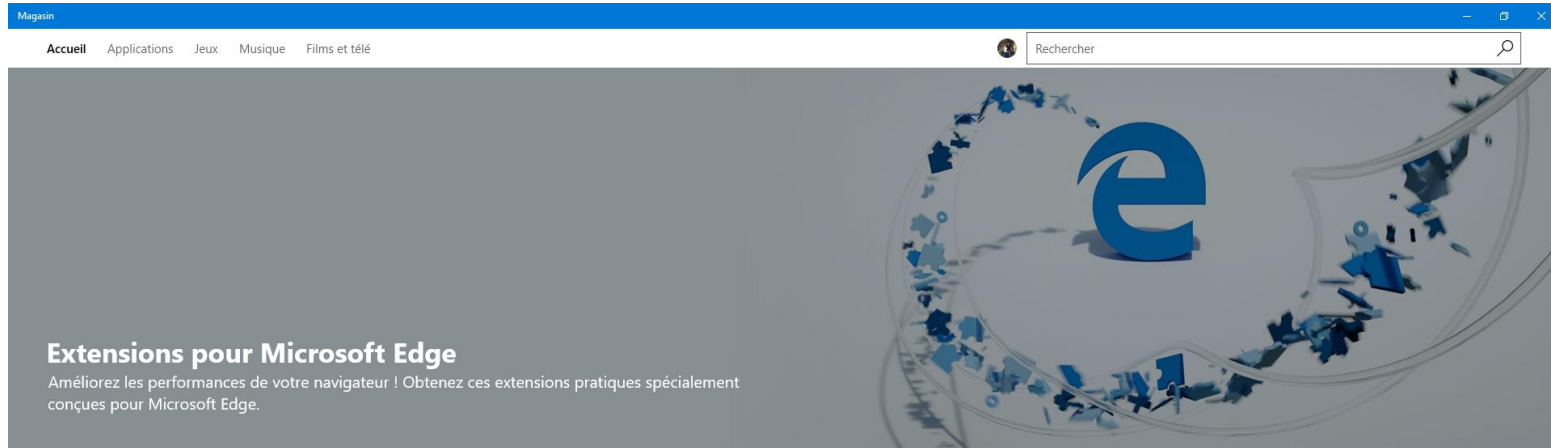 Magasin
Accueil Applications Jeux Musique Films et télé Rechercher
Extensions pour Microsoft Edge
Améliorez les performances de votre navigateur ! Obtenez ces extensions pratiques spécialement
conçues pour Microsoft Edge.